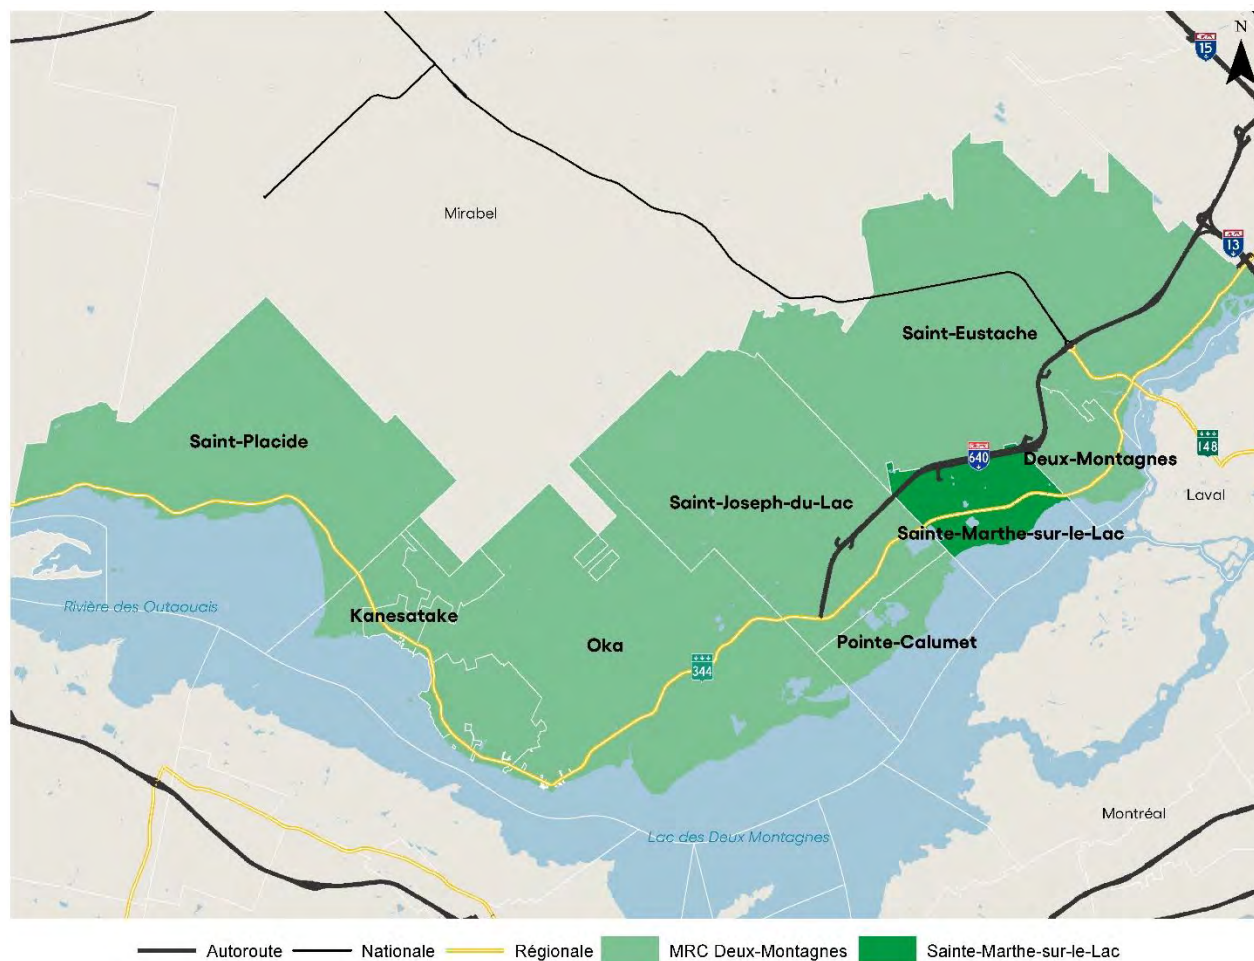 N
15
Mirabel
13
Saint-Eustache
Saint-Placide
148
640
Deux-Montagnes
Laval
Saint-Joseph-du-Lac
Sainte-Marthe-sur-le-Lac
Rivière des Outaouais
Kanesatake
Oka
Pointe-Calumet
344
Montréal
Lac des Deux Montagnes
Autoroute
Nationale
Régionale
MRC Deux-Montagnes
Sainte-Marthe-sur-le-Lac